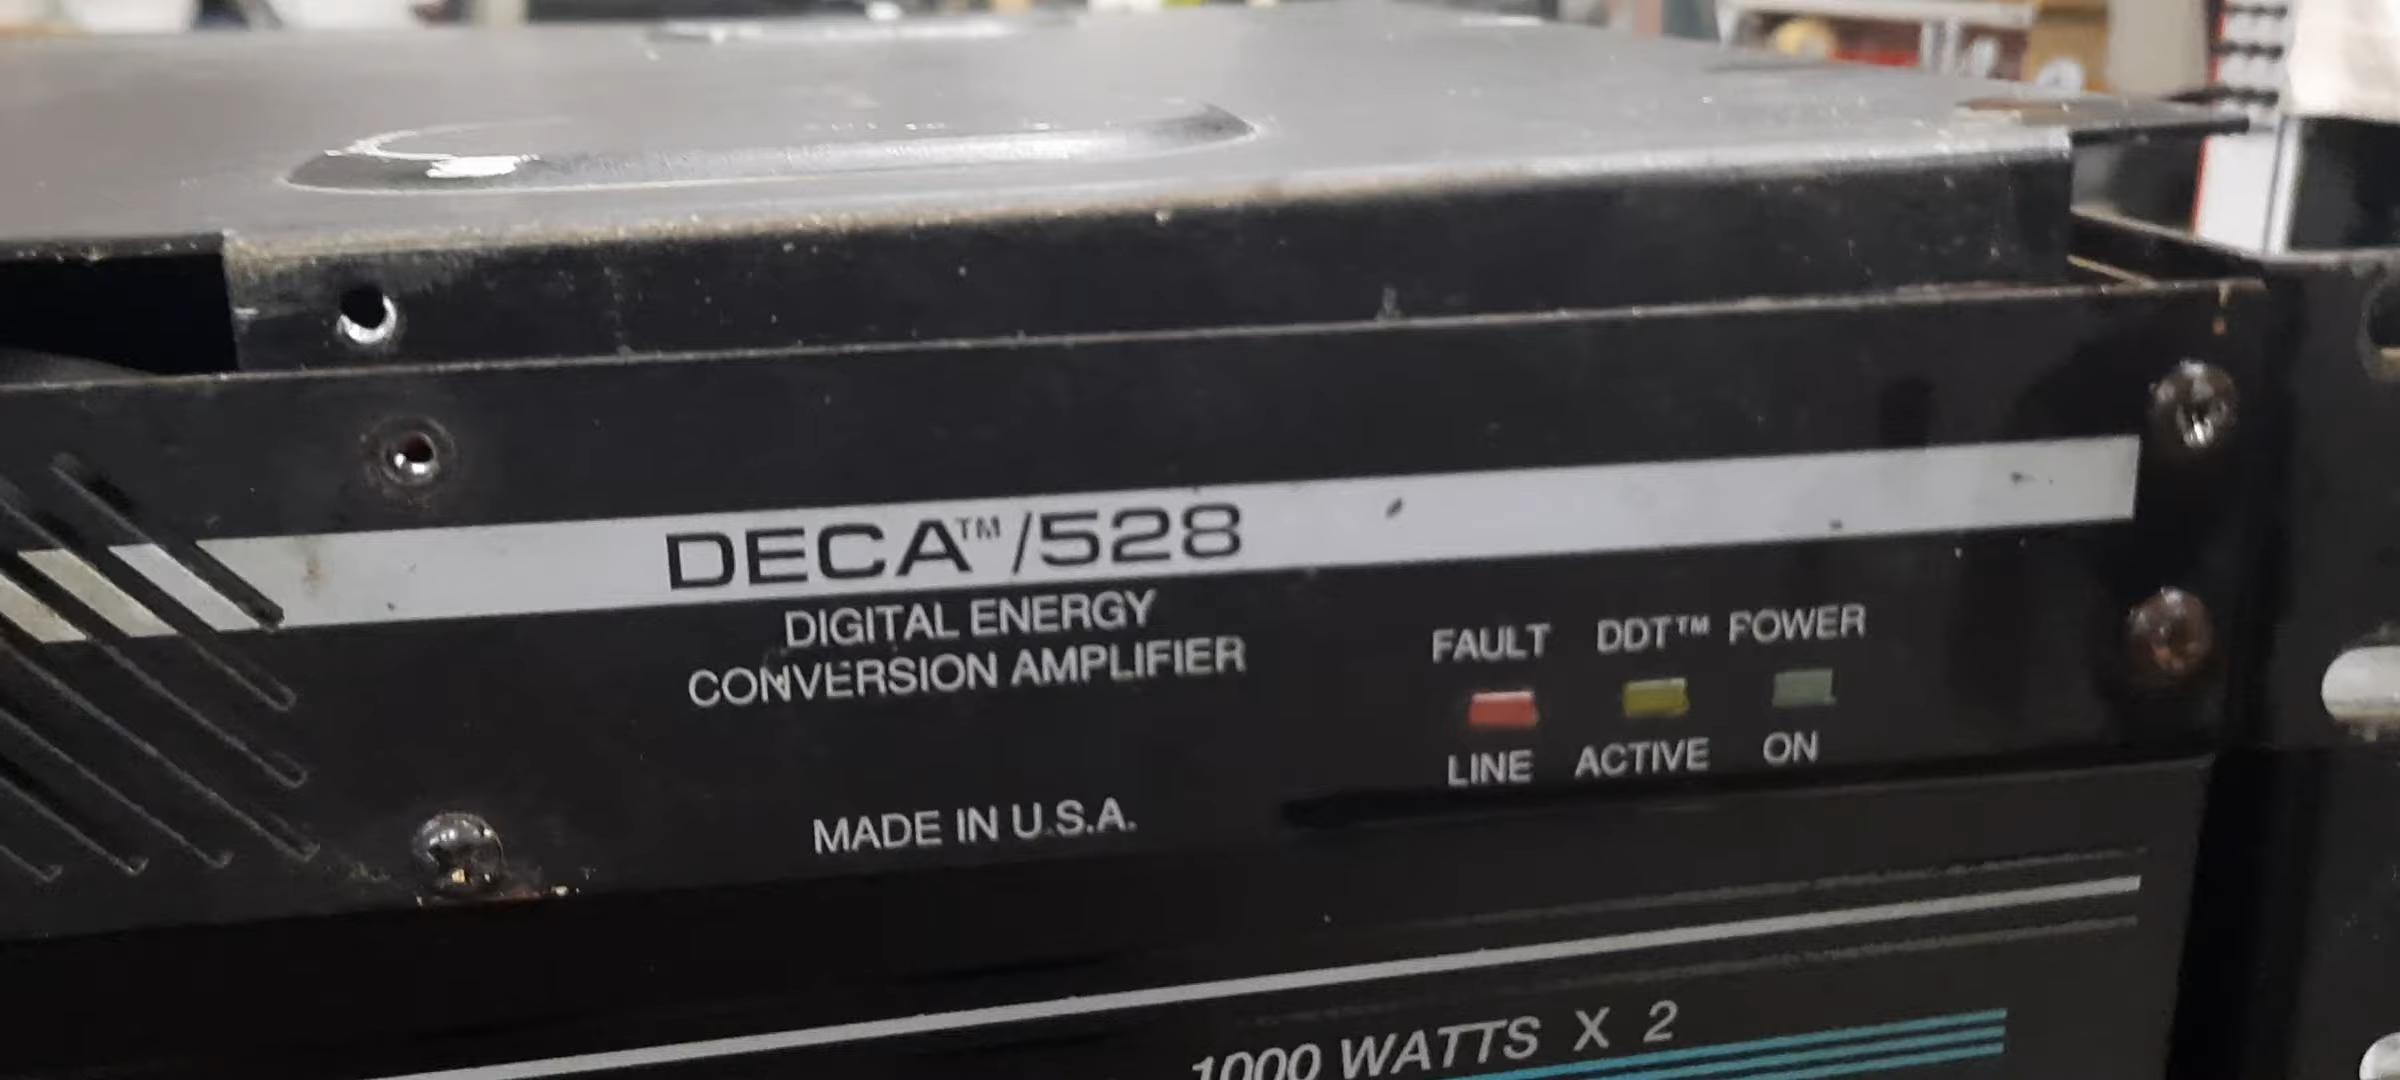 DECA™/528
DIGITAL ENERGY
CONVERSION AMPLIFIER
FAULT DDT™ POWER
LINE ACTIVE ON
MADE IN U.S.A.
1000 WATTS X 2